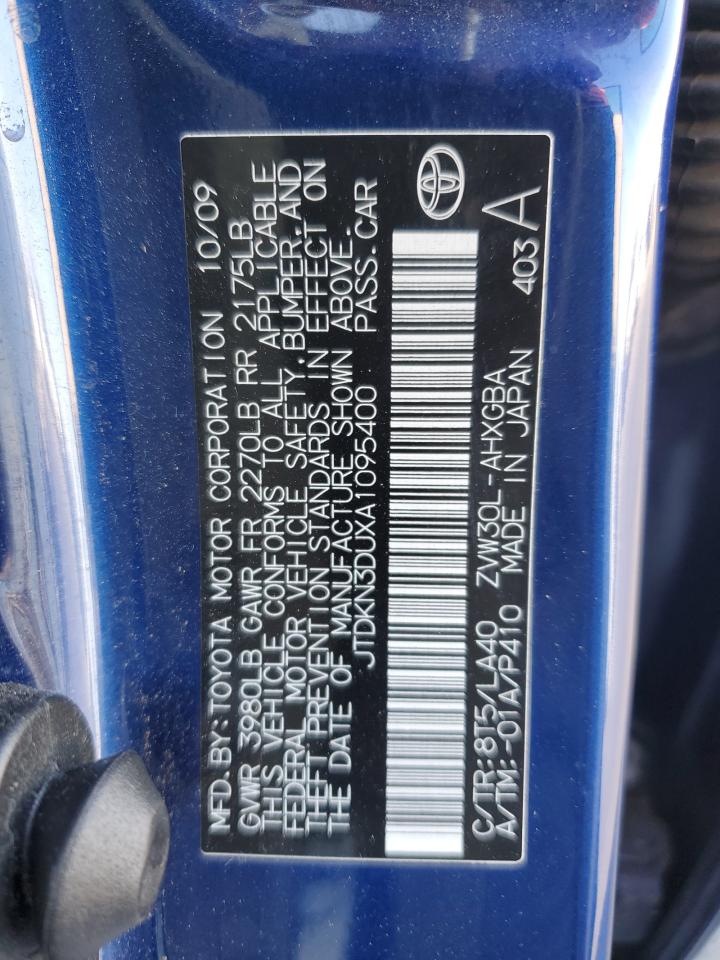 MFD.BY:TOYOTA MOTOR CORPORATION 10/09
GVWR 3980LB GAWR FR 2270LB RR 2175LB
THIS VEHICLE CONFORMS TO ALL APPLICABLE
FEDERAL MOTOR VEHICLE SAFETY,BUMPER,AND
THEFT PREVENTION STANDARDS IN EFFECT ON
THE DATE OF MANUFACTURE SHOWN ABOVE.
JTDKN3DUXA1095400 PASS.CAR
C/TR:8T5/LA40 ZVW30L-AHXGBA
A/TM:-01A/P410 MADE IN JAPAN 403 A